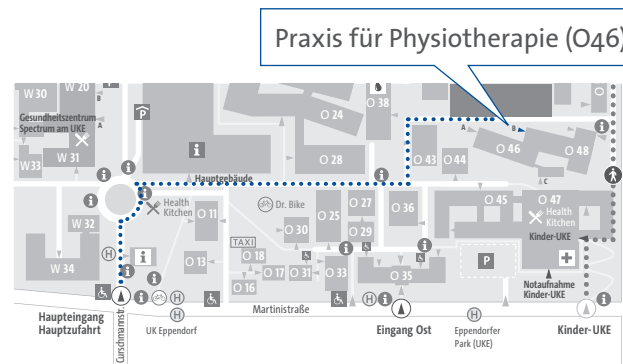 Praxis für Physiotherapie (O46)
W 30
W 20
B
A
Gesundheitszentrum
Spectrum am UKE
W 33
W 31
O 24
O 38
O 28
Hauptgebäude
O 43
O 44
A
B
O 46
O 48
C
O
Health
Kitchen
W 32
W 34
O 11
O 13
Dr. Bike
O 30
O 25
O 27
O 29
O 36
O 45
O 47
Health
Kitchen
Kinder-UKE
TAXI
O 18
O 17
O 16
O 31
O 33
O 35
P
Notaufnahme
Kinder-UKE
H
H
H
H
Martinistraße
Haupteingang
Hauptzufahrt
Curschmannstr.
UK Eppendorf
Eingang Ost
Eppendorfer
Park (UKE)
Kinder-UKE